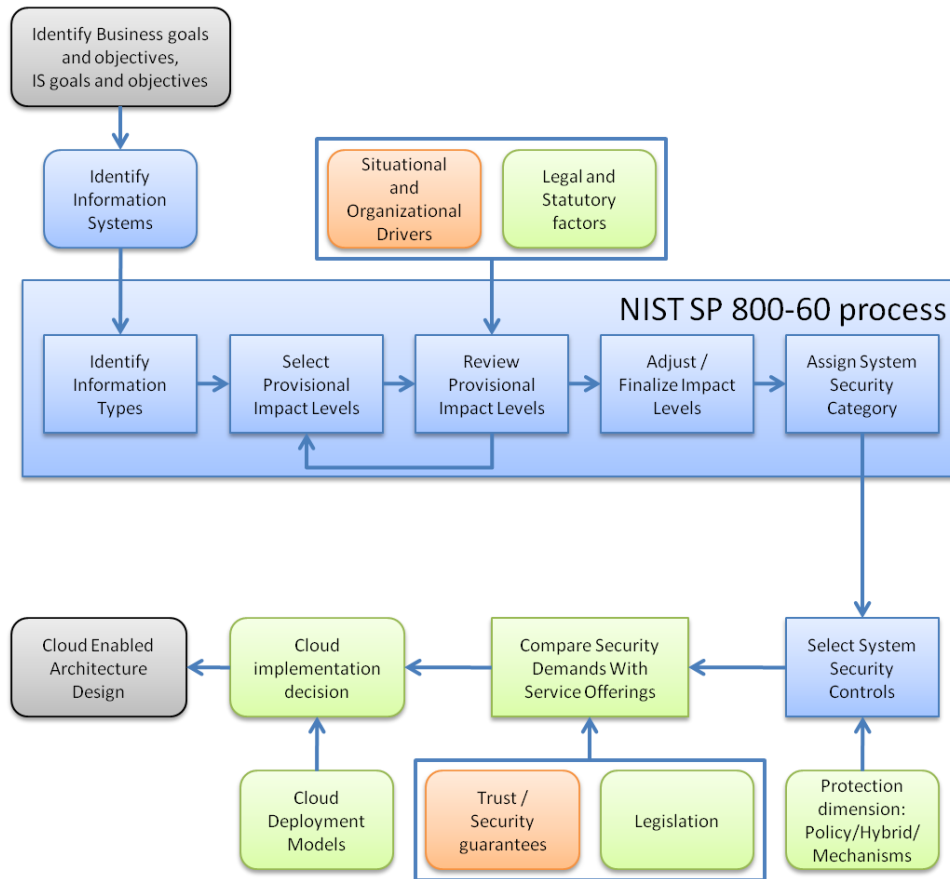 Identify Business goals
and objectives,
IS goals and objectives
Identify
Information
Systems
Situational
and
Organizational
Drivers
Legal and
Statutory
factors
NIST SP 800-60 process
Identify
Information
Types
Select
Provisional
Impact Levels
Review
Provisional
Impact Levels
Adjust /
Finalize Impact
Levels
Assign System
Security
Category
Cloud Enabled
Architecture
Design
Cloud
implementation
decision
Compare Security
Demands With
Service Offerings
Select System
Security
Controls
Cloud
Deployment
Models
Trust /
Security
guarantees
Legislation
Protection
dimension:
Policy/Hybrid/
Mechanisms